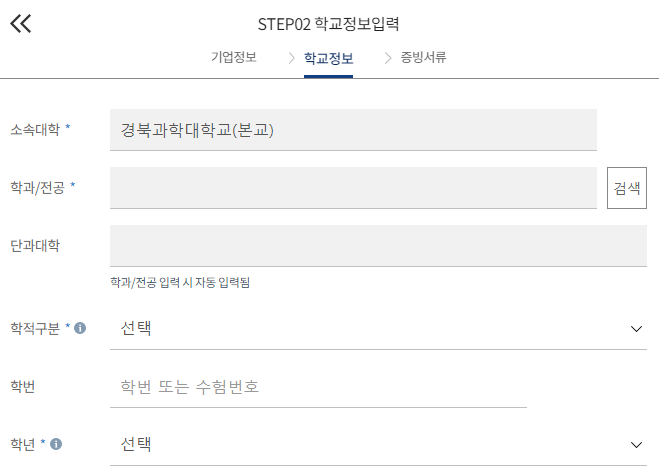 STEP02 학교정보입력
기업정보 학교정보 증빙서류
소속대학 * 경북과학대학교(본교)
학과/전공 * 검색
단과대학
학과/전공 입력 시 자동 입력됨
학적구분 * 선택
학번 학번 또는 수험번호
학년 * 선택